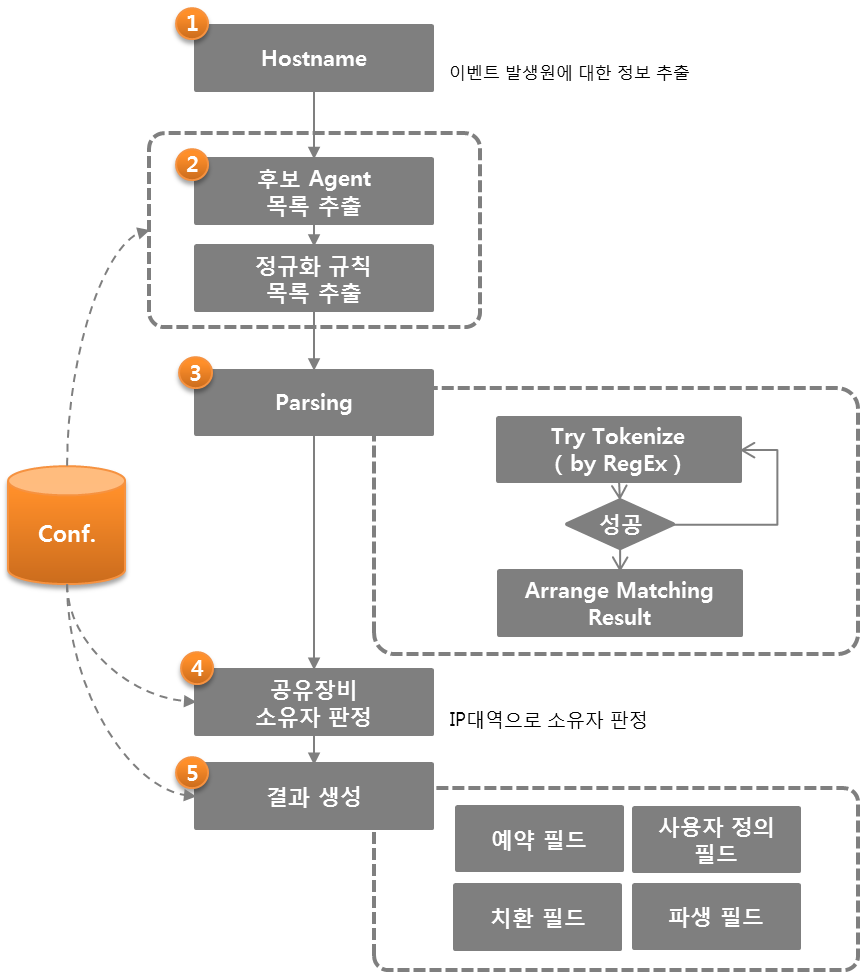 1
Hostname
이벤트 발생원에 대한 정보 추출
2
후보 Agent
목록 추출
정규화 규칙
목록 추출
3
Parsing
Try Tokenize
( by RegEx )
성공
Arrange Matching
Result
Conf.
4
공유장비
소유자 판정
IP대역으로 소유자 판정
5
결과 생성
예약 필드
사용자 정의
필드
치환 필드
파생 필드